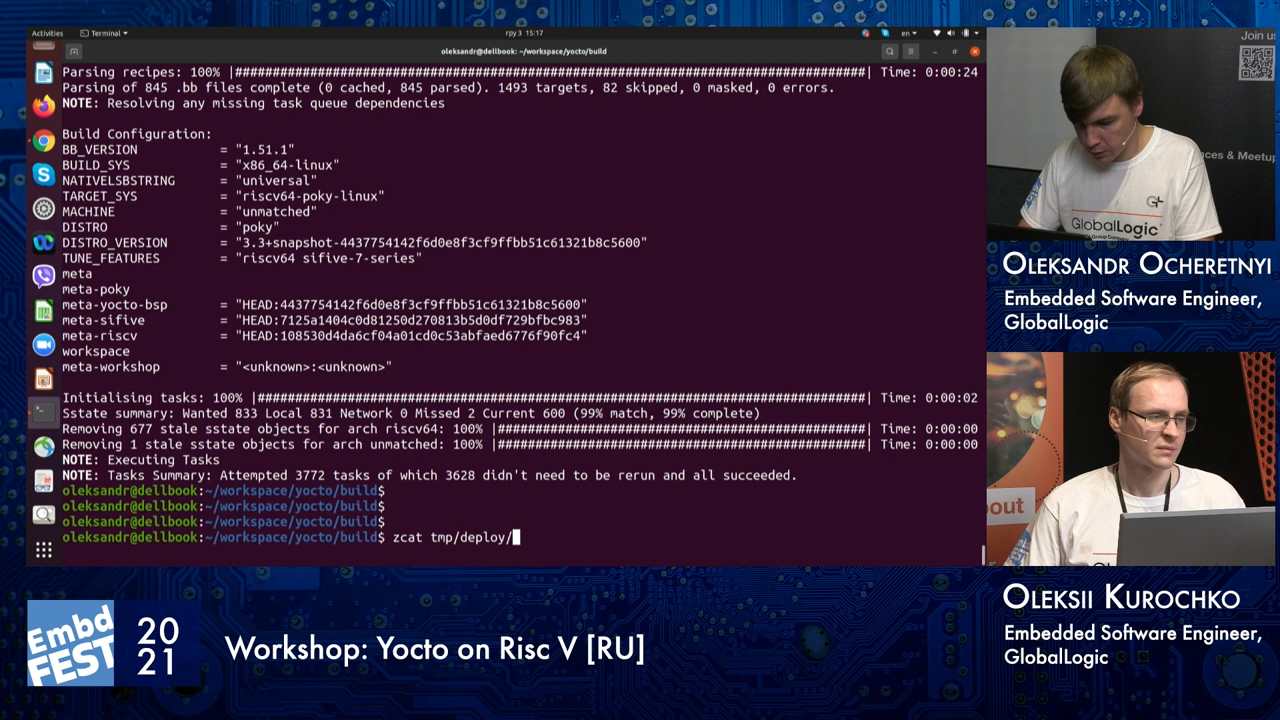 Activities
Terminal
гру 3 15:17
en
oleksandr@dellbook: ~/workspace/yocto/build
Parsing recipes: 100% |################################################################################| Time: 0:00:24
Parsing of 845 .bb files complete (0 cached, 845 parsed). 1493 targets, 82 skipped, 0 masked, 0 errors.
NOTE: Resolving any missing task queue dependencies
Build Configuration:
BB_VERSION = "1.51.1"
BUILD_SYS = "x86_64-linux"
NATIVELSBSTRING = "universal"
TARGET_SYS = "riscv64-poky-linux"
MACHINE = "unmatched"
DISTRO = "poky"
DISTRO_VERSION = "3.3+snapshot-4437754142f6d0e8f3cf9ffbb51c61321b8c5600"
TUNE_FEATURES = "riscv64 sifive-7-series"
meta
meta-poky
meta-yocto-bsp = "HEAD:4437754142f6d0e8f3cf9ffbb51c61321b8c5600"
meta-sifive = "HEAD:7125a1404c0d81250d270813b5d0df729bfbc983"
meta-riscv = "HEAD:108530d4da6cf04a01cd0c53abfaed6776f90fc4"
workspace
meta-workshop = "<unknown>:<unknown>"
Initialising tasks: 100% |#############################################################################| Time: 0:00:02
Sstate summary: Wanted 833 Local 831 Network 0 Missed 2 Current 600 (99% match, 99% complete)
Removing 677 stale sstate objects for arch riscv64: 100% |##############################################| Time: 0:00:00
Removing 1 stale sstate objects for arch unmatched: 100% |##############################################| Time: 0:00:00
NOTE: Executing Tasks
NOTE: Tasks Summary: Attempted 3772 tasks of which 3628 didn't need to be rerun and all succeeded.
oleksandr@dellbook:~/workspace/yocto/build$
oleksandr@dellbook:~/workspace/yocto/build$
oleksandr@dellbook:~/workspace/yocto/build$
oleksandr@dellbook:~/workspace/yocto/build$ zcat tmp/deploy/
Join us
ces & Meetup
G+
GlobalLogic
Oleksandr Ocheretnyi
Embedded Software Engineer,
GlobalLogic
out
GlobalLogic
Oleksii Kurochko
Embedded Software Engineer,
GlobalLogic
Embd
FEST
20
21
Workshop: Yocto on Risc V [RU]